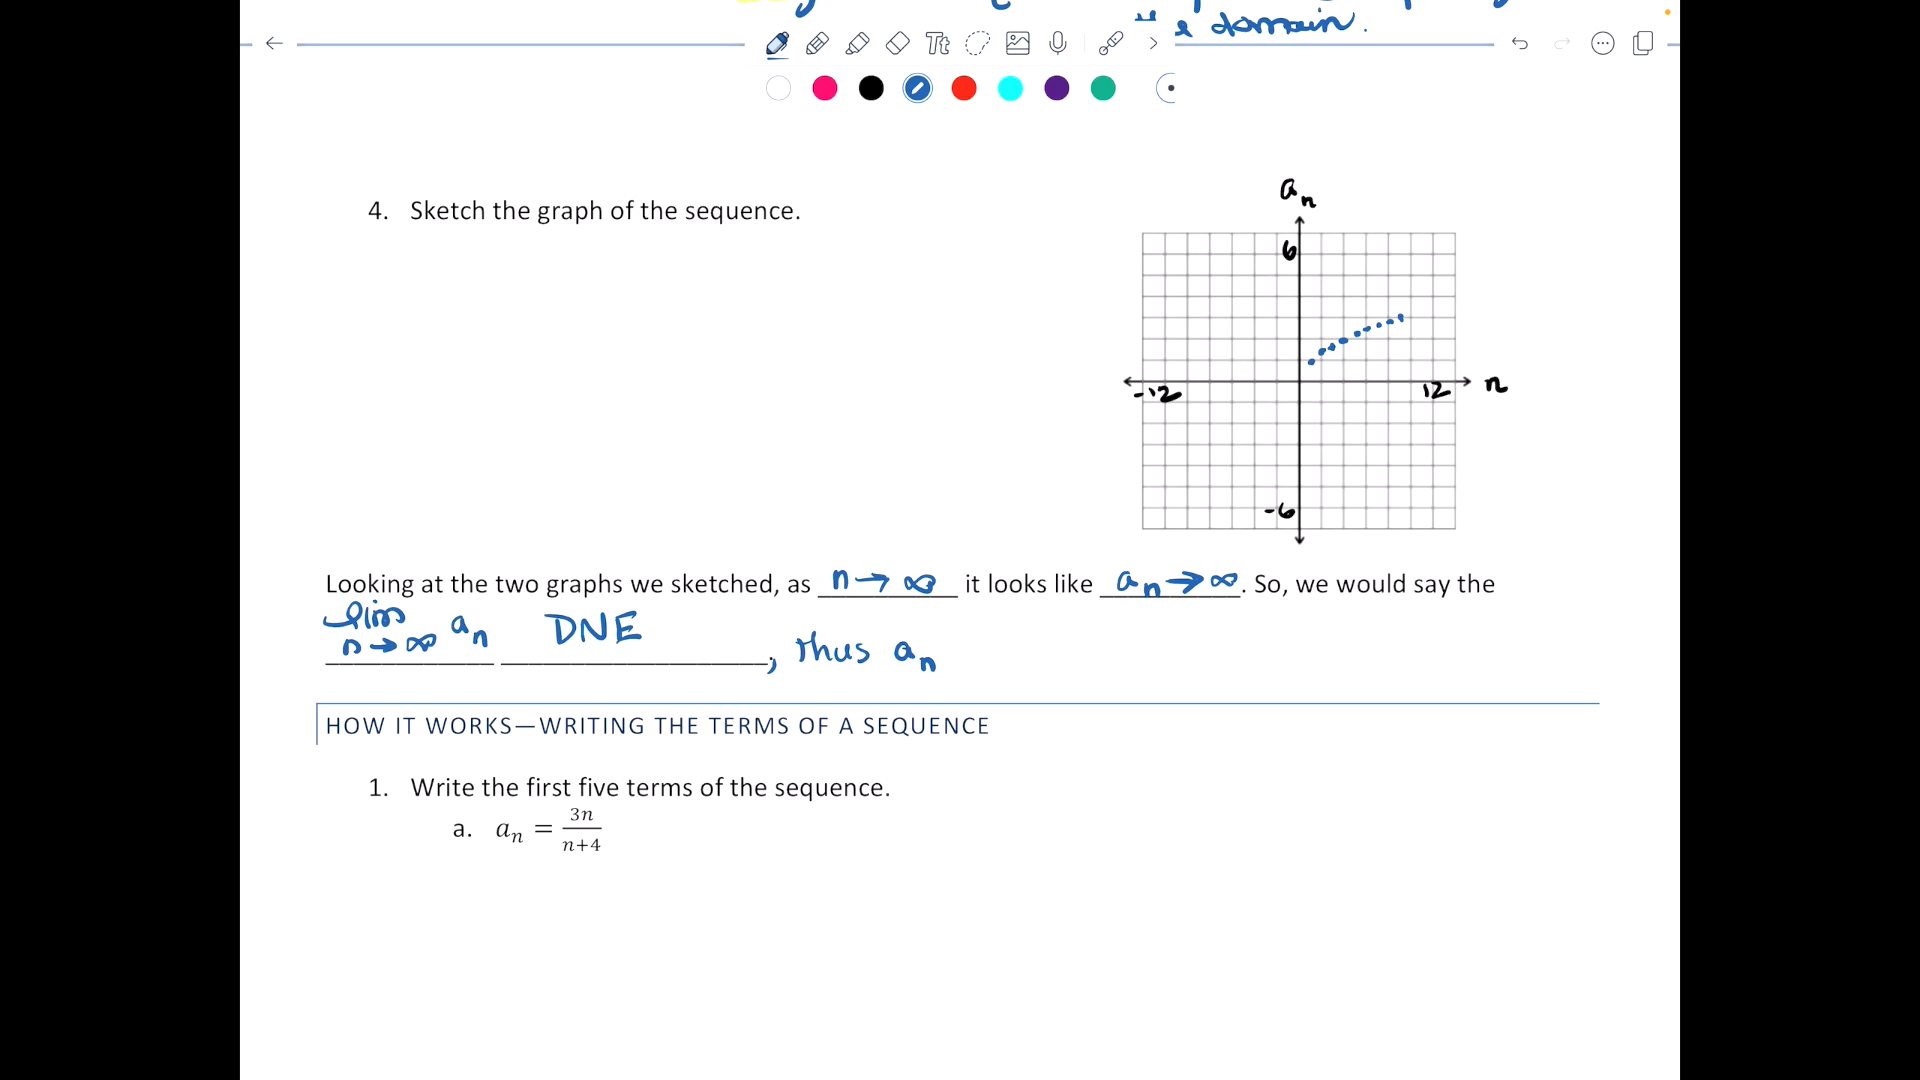 domain.
Tt
4. Sketch the graph of the sequence.
aₙ
6
-12
12
n
-6
Looking at the two graphs we sketched, as n → ∞ it looks like aₙ → ∞. So, we would say the
lim n → ∞ aₙ DNE, thus aₙ
HOW IT WORKS—WRITING THE TERMS OF A SEQUENCE
1. Write the first five terms of the sequence.
a. aₙ = 3n/n+4